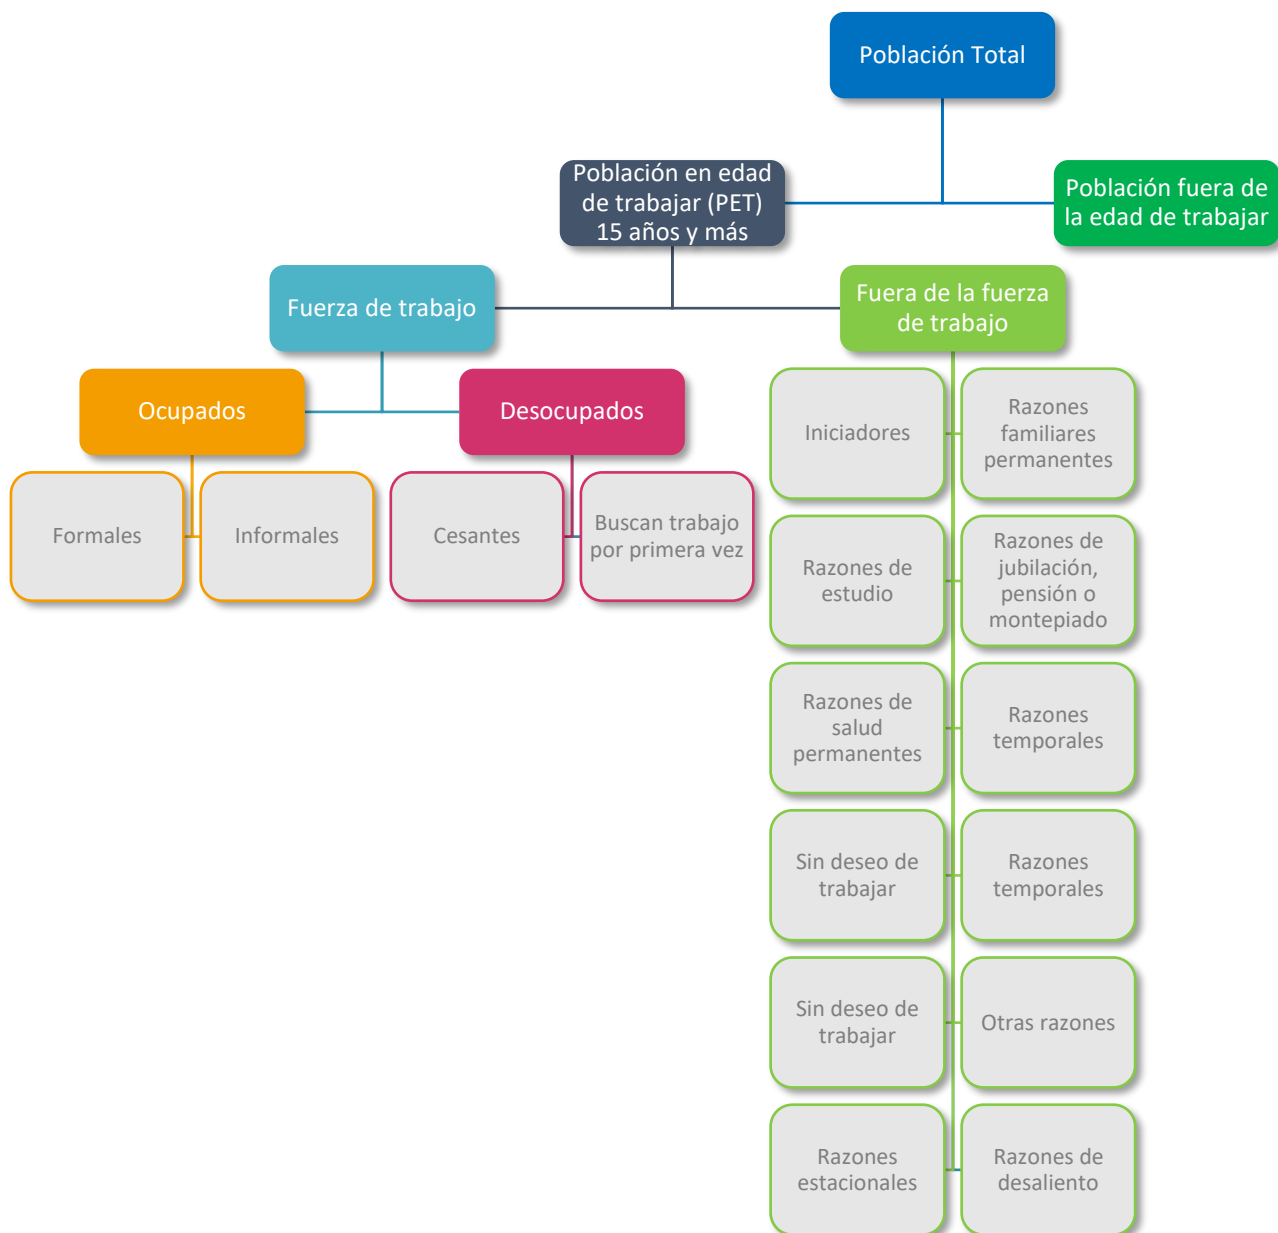 Población Total
Población en edad
de trabajar (PET)
15 años y más
Población fuera de
la edad de trabajar
Fuerza de trabajo
Fuera de la fuerza
de trabajo
Ocupados
Desocupados
Formales
Informales
Cesantes
Buscan trabajo
por primera vez
Iniciadores
Razones
familiares
permanentes
Razones de
estudio
Razones de
jubilación,
pensión o
montepiado
Razones de
salud
permanentes
Razones
temporales
Sin deseo de
trabajar
Razones
temporales
Sin deseo de
trabajar
Otras razones
Razones
estacionales
Razones de
desaliento